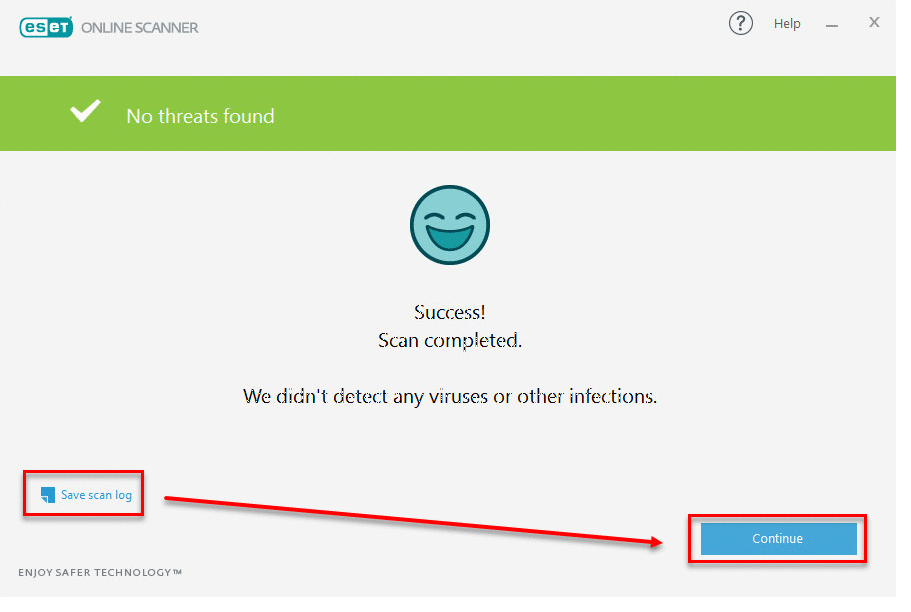 eseT ONLINE SCANNER
? Help
No threats found
Success!
Scan completed.
We didn't detect any viruses or other infections.
Save scan log
Continue
ENJOY SAFER TECHNOLOGY™